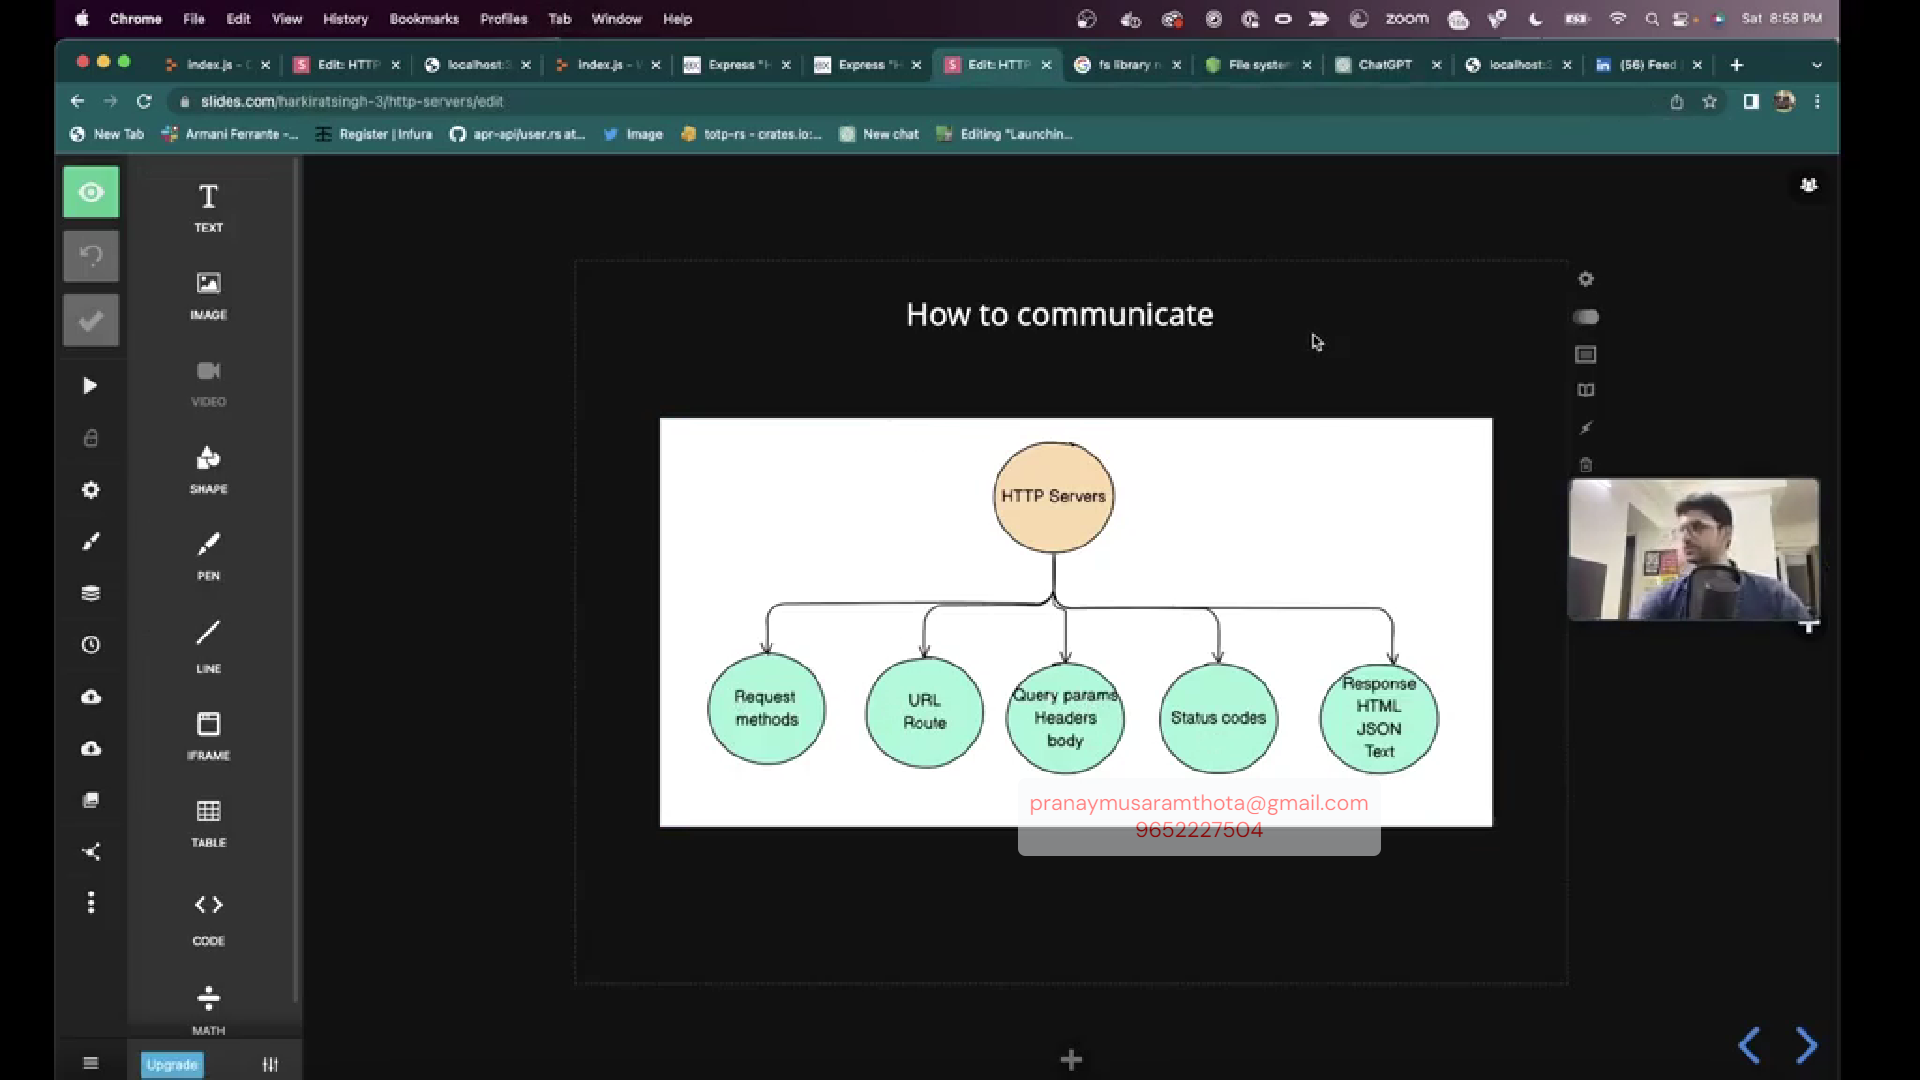 Chrome File Edit View History Bookmarks Profiles Tab Window Help
zoom
Sat 8:58 PM
index.js -
Edit: HTTP
localhost:
index.js -
Express "H
Express "H
Edit: HTTP
fs library n
File system
ChatGPT
localhost:
(56) Feed
slides.com/harkiratsingh-3/http-servers/edit
New Tab
Armani Ferrante -...
Register | Infura
apr-api/user.rs at...
Image
totp-rs - crates.io:...
New chat
Editing "Launchin...
TEXT
IMAGE
VIDEO
SHAPE
PEN
LINE
IFRAME
TABLE
CODE
MATH
Upgrade
How to communicate
HTTP Servers
Request
methods
URL
Route
Query params
Headers
body
Status codes
Response
HTML
JSON
Text
pranaymusaramthota@gmail.com
9652227504